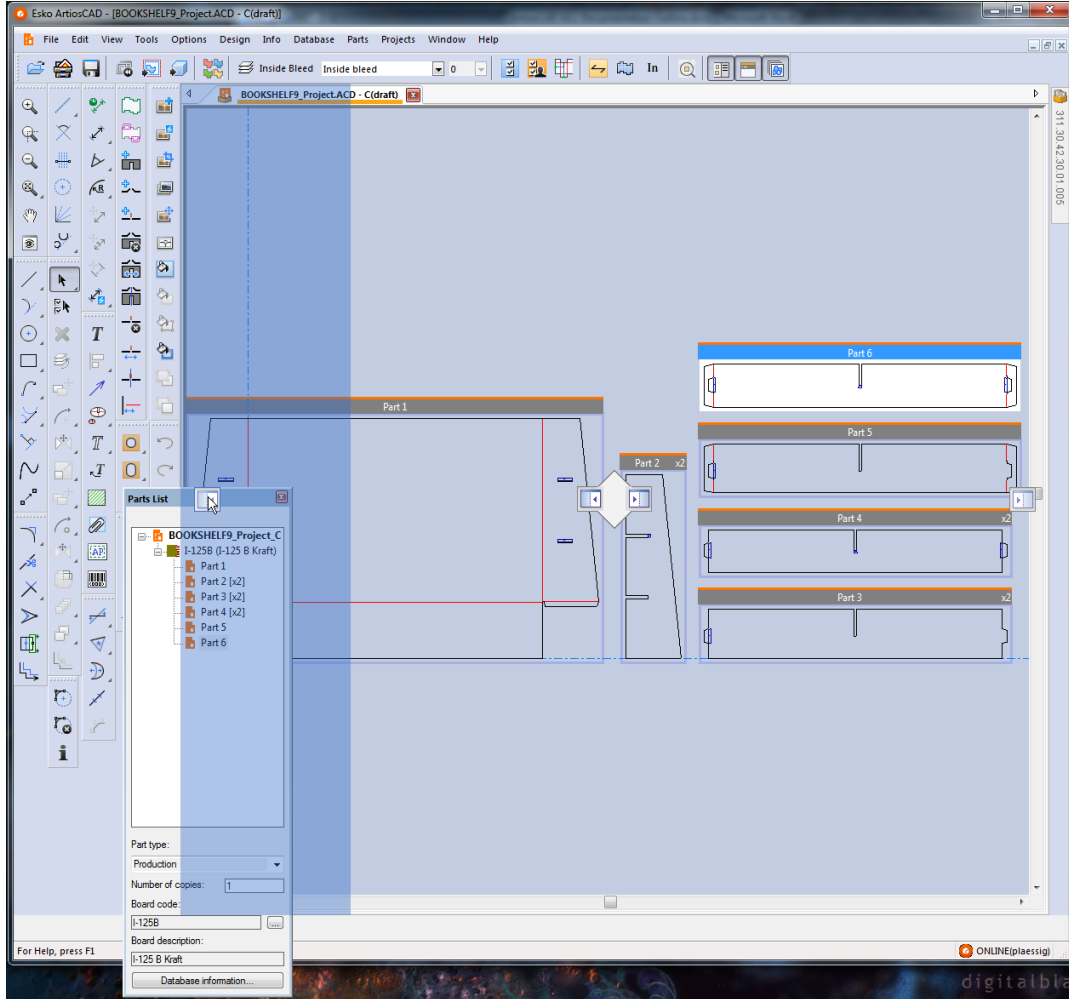 Esko ArtiosCAD - [BOOKSHELF9_Project.ACD - C(draft)]
File Edit View Tools Options Design Info Database Parts Projects Window Help
Inside Bleed Inside bleed 0 In
BOOKSHELF9_Project.ACD - C(draft)
311.30.42.30.01.005
Part 6
Part 1
Part 5
Part 2 x2
Part 4 x2
Part 3 x2
Parts List
BOOKSHELF9_Project_C
I-125B (I-125 B Kraft)
Part 1
Part 2 [x2]
Part 3 [x2]
Part 4 [x2]
Part 5
Part 6
Part type:
Production
Number of copies: 1
Board code:
I-125B ...
Board description:
I-125 B Kraft
Database information...
For Help, press F1
ONLINE(plaessig)
digitalbla